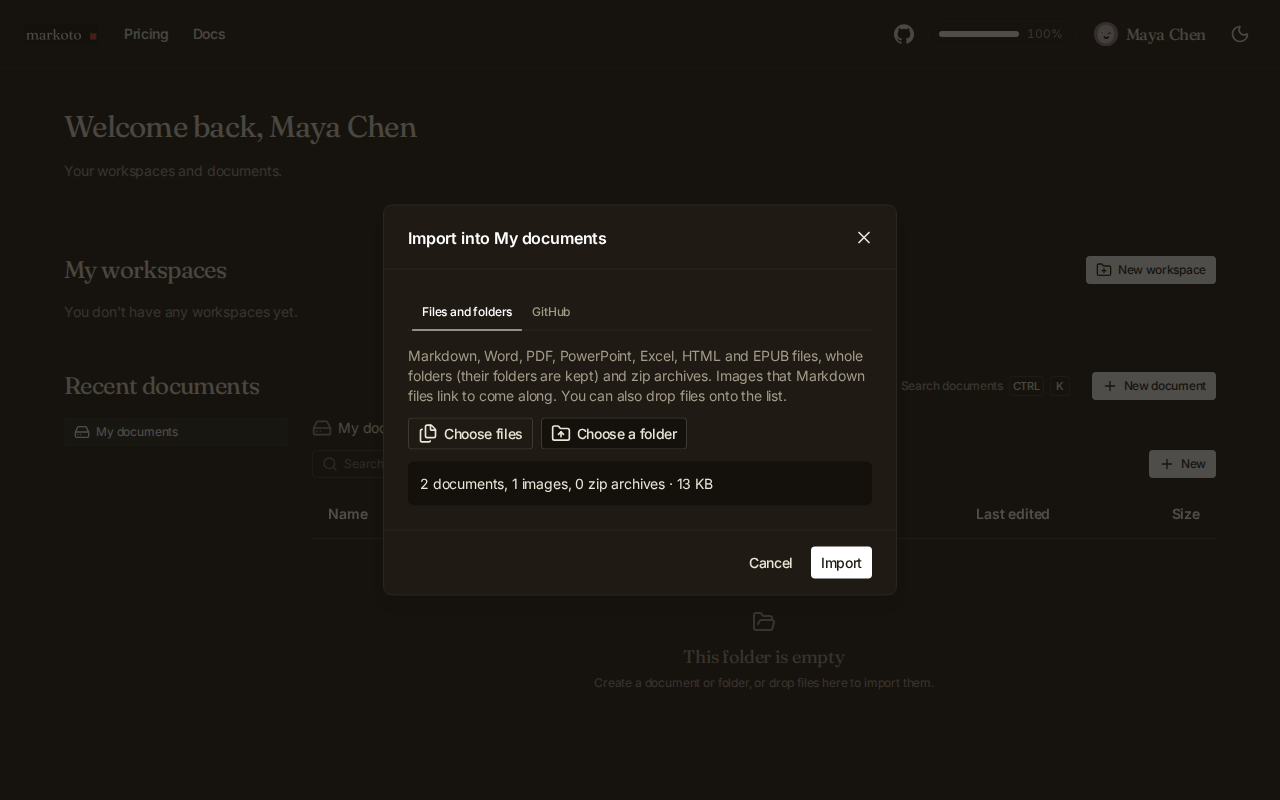 markoto
Pricing
Docs
100%
Maya Chen
Welcome back, Maya Chen
Your workspaces and documents.
My workspaces
New workspace
You don't have any workspaces yet.
Recent documents
Search documents CTRL K
New document
My documents
My doc
Search
New
Name
Last edited
Size
This folder is empty
Create a document or folder, or drop files here to import them.
Import into My documents
Files and folders
GitHub
Markdown, Word, PDF, PowerPoint, Excel, HTML and EPUB files, whole
folders (their folders are kept) and zip archives. Images that Markdown
files link to come along. You can also drop files onto the list.
Choose files
Choose a folder
2 documents, 1 images, 0 zip archives · 13 KB
Cancel
Import